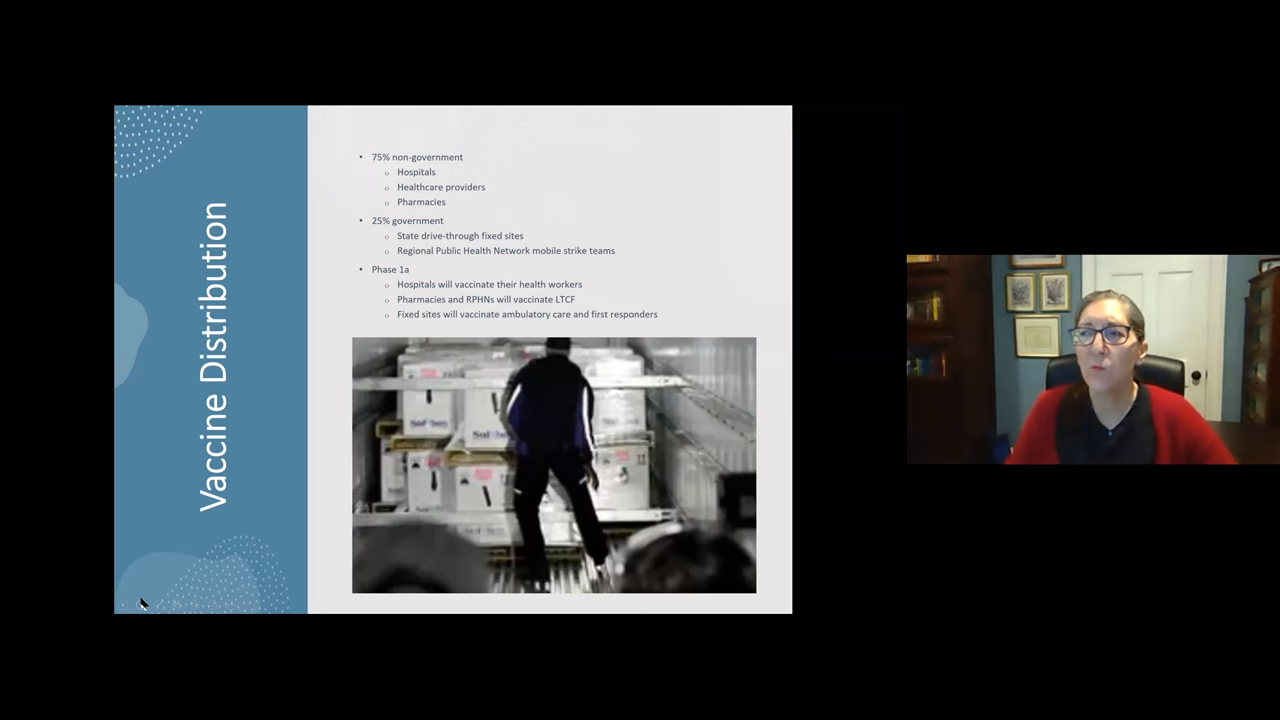 Vaccine Distribution
• 75% non-government
o Hospitals
o Healthcare providers
o Pharmacies
• 25% government
o State drive-through fixed sites
o Regional Public Health Network mobile strike teams
• Phase 1a
o Hospitals will vaccinate their health workers
o Pharmacies and RPHNs will vaccinate LTCF
o Fixed sites will vaccinate ambulatory care and first responders